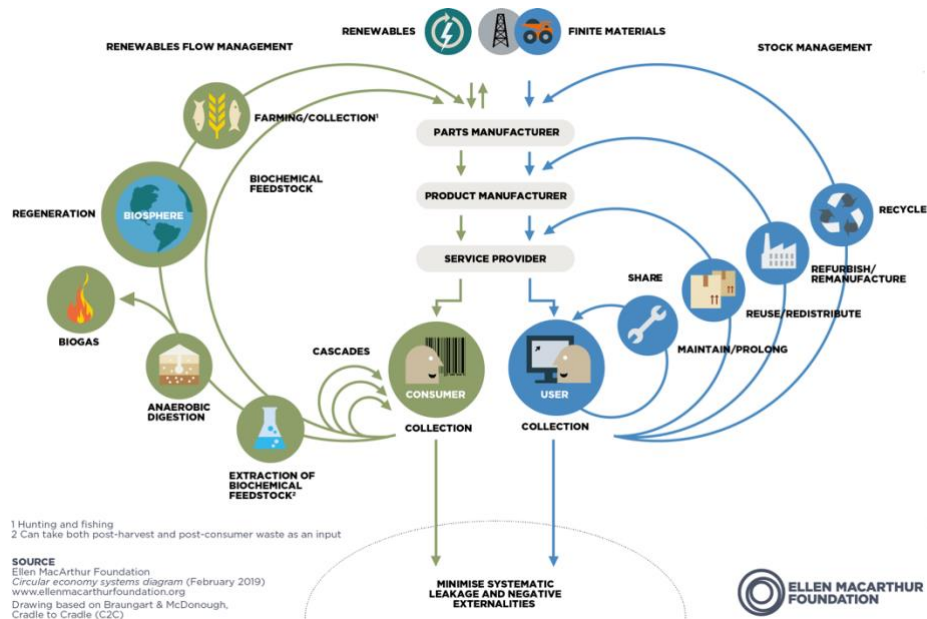 RENEWABLES
FINITE MATERIALS
RENEWABLES FLOW MANAGEMENT
STOCK MANAGEMENT
FARMING/COLLECTION¹
PARTS MANUFACTURER
BIOCHEMICAL
FEEDSTOCK
PRODUCT MANUFACTURER
REGENERATION
BIOSPHERE
RECYCLE
SERVICE PROVIDER
SHARE
REFURBISH/
REMANUFACTURE
REUSE/REDISTRIBUTE
BIOGAS
CASCADES
MAINTAIN/PROLONG
CONSUMER
USER
ANAEROBIC
DIGESTION
COLLECTION
COLLECTION
EXTRACTION OF
BIOCHEMICAL
FEEDSTOCK²
1 Hunting and fishing
2 Can take both post-harvest and post-consumer waste as an input
SOURCE
Ellen MacArthur Foundation
Circular economy systems diagram (February 2019)
www.ellenmacarthurfoundation.org
Drawing based on Braungart & McDonough,
Cradle to Cradle (C2C)
MINIMISE SYSTEMATIC
LEAKAGE AND NEGATIVE
EXTERNALITIES
ELLEN MACARTHUR
FOUNDATION